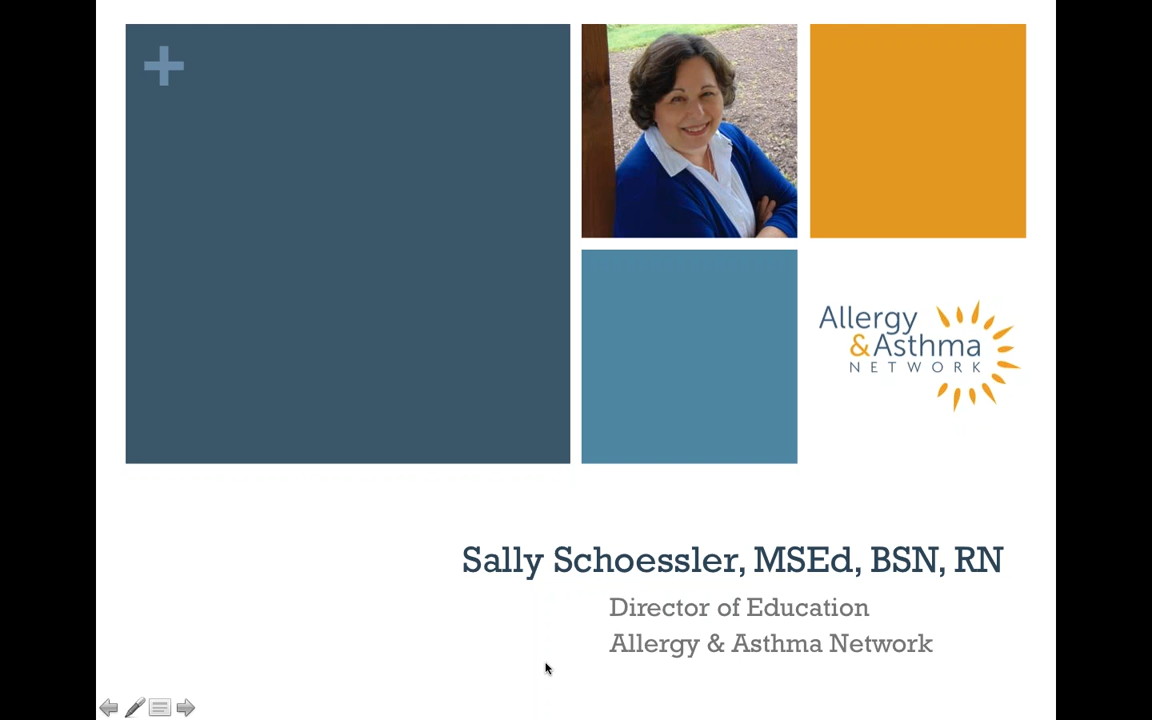 +
Allergy
&Asthma
NETWORK
Sally Schoessler, MSEd, BSN, RN
Director of Education
Allergy & Asthma Network